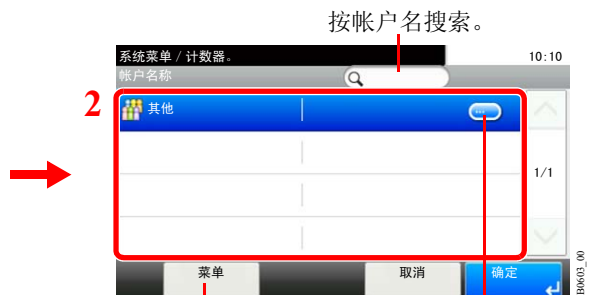 按帐户名搜索。
系统菜单 / 计数器。
10:10
帐户名称
2
其他
1/1
菜单
取消
确定
B0603_00